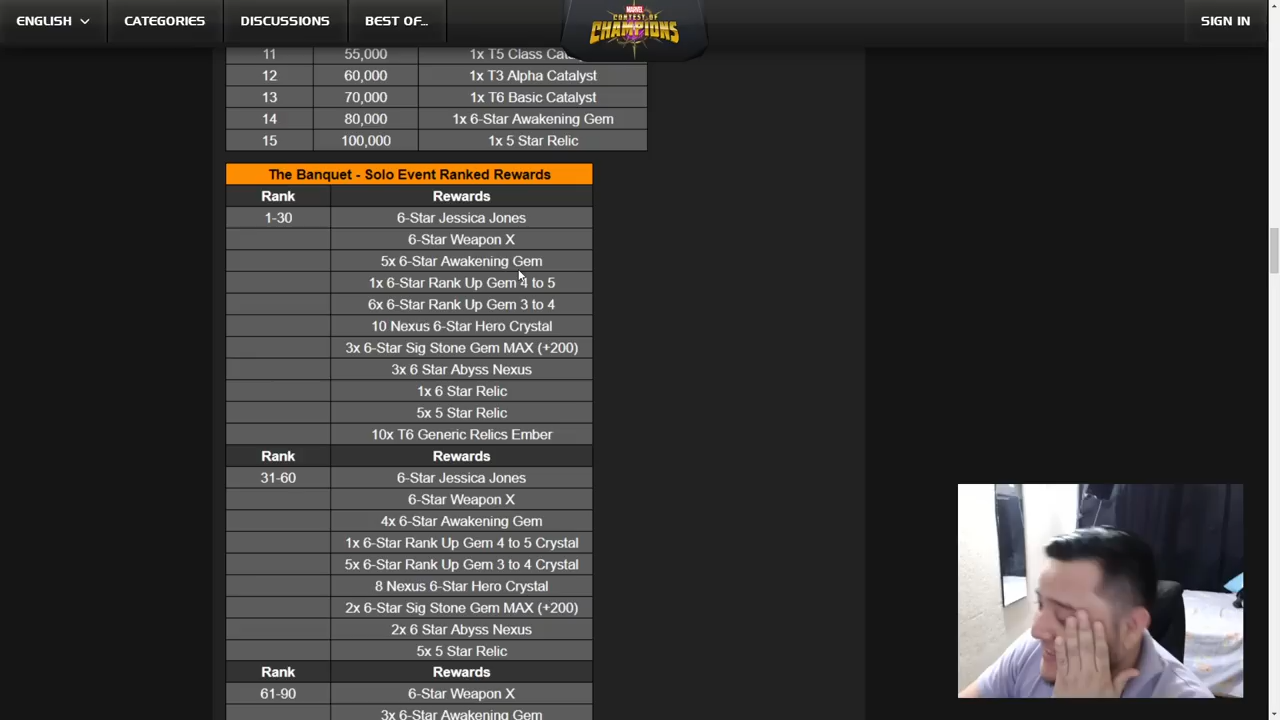 ENGLISH CATEGORIES DISCUSSIONS BEST OF... MARVEL CONTEST OF CHAMPIONS SIGN IN
11 55,000 1x T5 Class
12 60,000 1x T3 Alpha Catalyst
13 70,000 1x T6 Basic Catalyst
14 80,000 1x 6-Star Awakening Gem
15 100,000 1x 5 Star Relic
The Banquet - Solo Event Ranked Rewards
Rank Rewards
1-30 6-Star Jessica Jones
6-Star Weapon X
5x 6-Star Awakening Gem
1x 6-Star Rank Up Gem 4 to 5
6x 6-Star Rank Up Gem 3 to 4
10 Nexus 6-Star Hero Crystal
3x 6-Star Sig Stone Gem MAX (+200)
3x 6 Star Abyss Nexus
1x 6 Star Relic
5x 5 Star Relic
10x T6 Generic Relics Ember
Rank Rewards
31-60 6-Star Jessica Jones
6-Star Weapon X
4x 6-Star Awakening Gem
1x 6-Star Rank Up Gem 4 to 5 Crystal
5x 6-Star Rank Up Gem 3 to 4 Crystal
8 Nexus 6-Star Hero Crystal
2x 6-Star Sig Stone Gem MAX (+200)
2x 6 Star Abyss Nexus
5x 5 Star Relic
Rank Rewards
61-90 6-Star Weapon X
3x 6-Star Awakening Gem